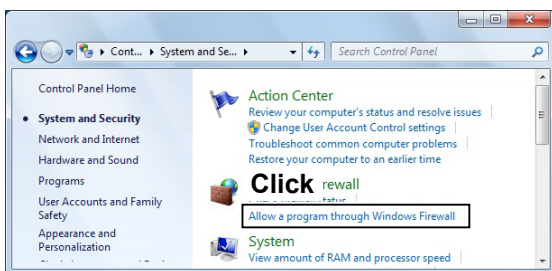 Cont... System and Se...
Search Control Panel
Control Panel Home
System and Security
Network and Internet
Hardware and Sound
Programs
User Accounts and Family
Safety
Appearance and
Personalization
Action Center
Review your computer's status and resolve issues
Change User Account Control settings
Troubleshoot common computer problems
Restore your computer to an earlier time
Click rewall
Allow a program through Windows Firewall
System
View amount of RAM and processor speed